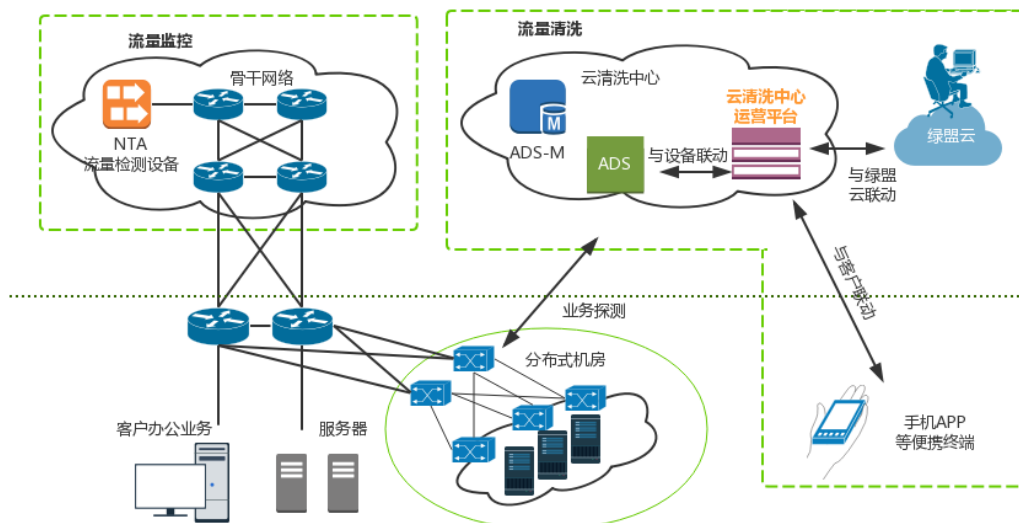 流量监控
骨干网络
NTA
流量检测设备
流量清洗
云清洗中心
M
ADS-M
ADS
与设备联动
云清洗中心
运营平台
绿盟云
与绿盟
云联动
与客户联动
业务探测
分布式机房
客户办公业务
服务器
手机APP
等便携终端